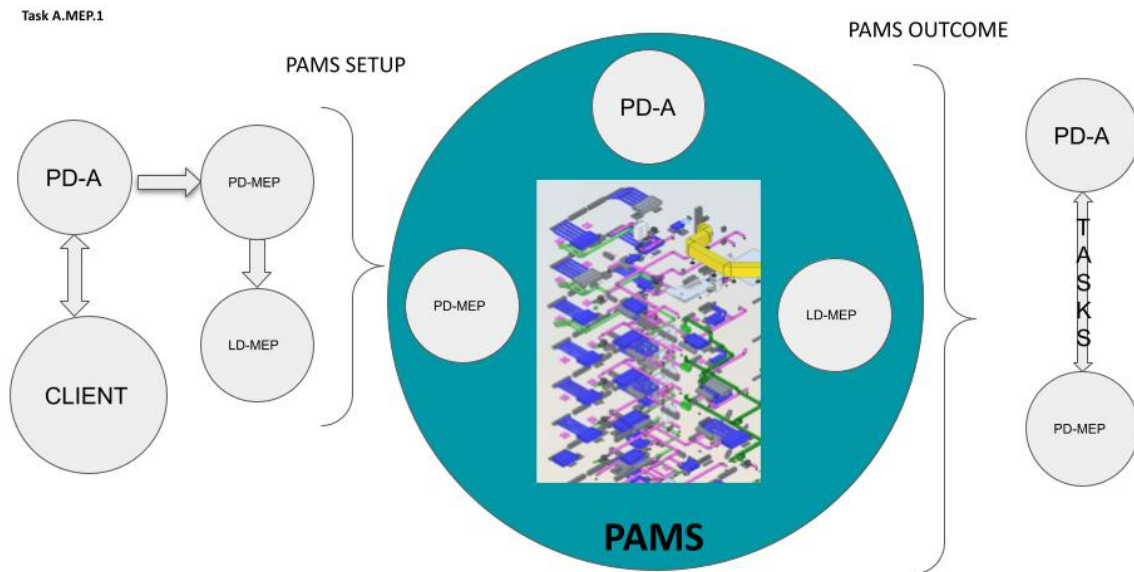 Task A.MEP.1
PAMS SETUP
PD-A
PD-MEP
CLIENT
LD-MEP
PD-A
PD-MEP
LD-MEP
PAMS
PAMS OUTCOME
PD-A
TASKS
PD-MEP